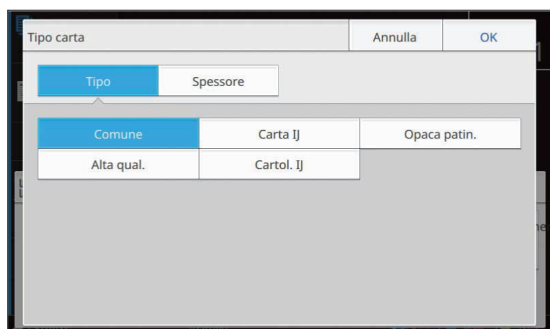 Tipo carta Annulla OK
Tipo Spessore
Comune Carta IJ Opaca patin.
Alta qual. Cartol. IJ